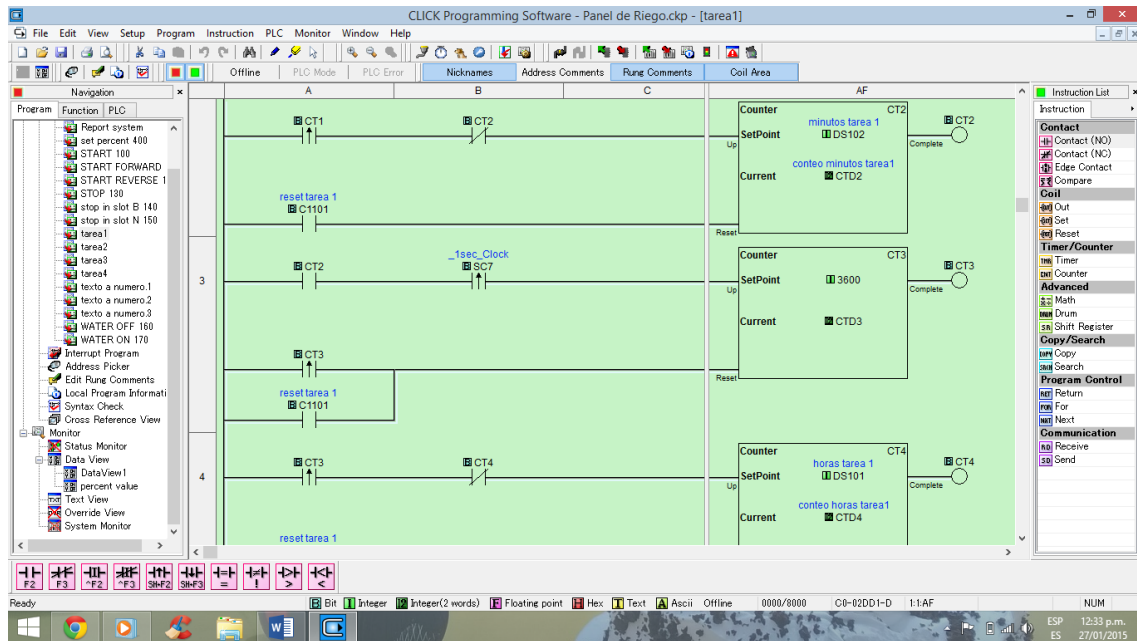 CLICK Programming Software - Panel de Riego.ckp - [tarea1]
File Edit View Setup Program Instruction PLC Monitor Window Help
Offline PLC Mode PLC Error Nicknames Address Comments Rung Comments Coil Area
Navigation
Program Function PLC
Report system
set percent 400
START 100
START FORWARD
START REVERSE 1
STOP 130
stop in slot B 140
stop in slot N 150
tarea1
tarea2
tarea3
tarea4
texto a numero.1
texto a numero.2
texto a numero.3
WATER OFF 160
WATER ON 170
Interrupt Program
Address Picker
Edit Rung Comments
Local Program Informati
Syntax Check
Cross Reference View
Monitor
Status Monitor
Data View
DataView1
percent value
Text View
Override View
System Monitor
A B C AF
CT1 CT2
Counter CT2
minutos tarea 1
SetPoint DS102
Up
conteo minutos tarea1
Current CTD2
CT2
Complete
reset tarea 1
C1101
Reset
3
CT2
_1sec_Clock
SC7
Counter CT3
SetPoint 3600
Up
Current CTD3
CT3
Complete
CT3
Reset
reset tarea 1
C1101
4
CT3 CT4
Counter CT4
horas tarea 1
SetPoint DS101
Up
conteo horas tarea1
Current CTD4
CT4
Complete
reset tarea 1
Instruction List
Instruction
Contact
Contact (NO)
Contact (NC)
Edge Contact
Compare
Coil
Out
Set
Reset
Timer/Counter
Timer
Counter
Advanced
Math
Drum
Shift Register
Copy/Search
Copy
Search
Program Control
Return
For
Next
Communication
Receive
Send
F2 F3 ^F2 ^F3 SH-F2 SH-F3 = ! > <
Ready
B Bit I Integer Integer(2 words) F Floating point H Hex T Text A Ascii Offline 0000/8000 C0-02DD1-D 1:1:AF NUM
ESP 12:33 p.m.
ES 27/01/2015